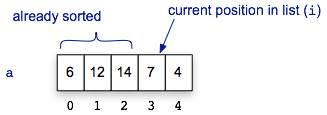 current position in list (i)
already sorted
a 6 12 14 7 4
0 1 2 3 4